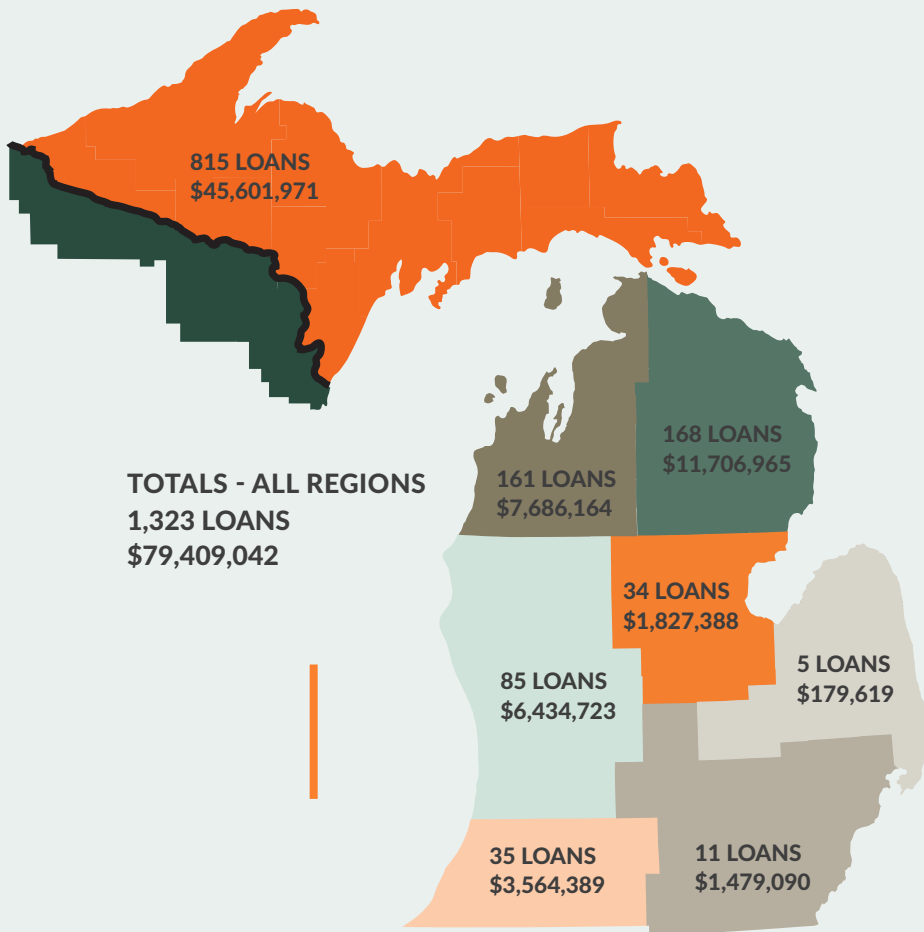 815 LOANS
$45,601,971
168 LOANS
$11,706,965
161 LOANS
$7,686,164
TOTALS - ALL REGIONS
1,323 LOANS
$79,409,042
34 LOANS
$1,827,388
5 LOANS
$179,619
85 LOANS
$6,434,723
35 LOANS
$3,564,389
11 LOANS
$1,479,090